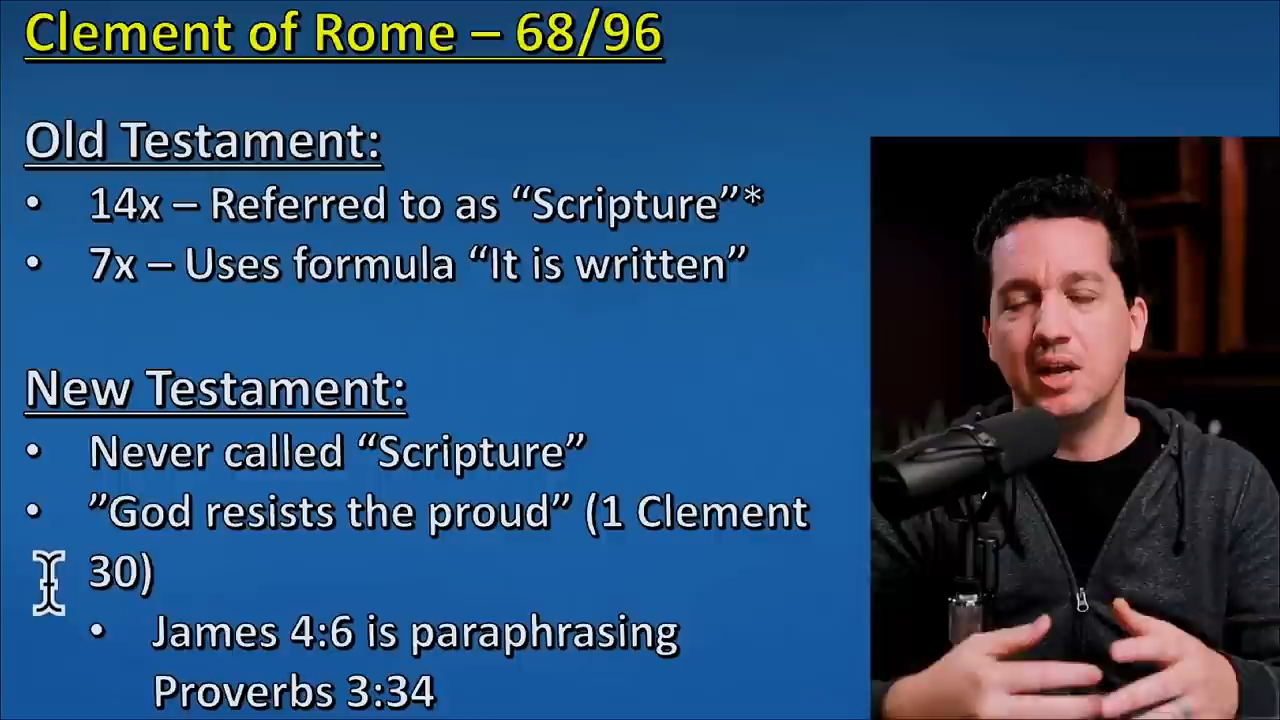 Clement of Rome – 68/96
Old Testament:
• 14x – Referred to as “Scripture”*
• 7x – Uses formula “It is written”
New Testament:
• Never called “Scripture”
• ”God resists the proud” (1 Clement
30)
• James 4:6 is paraphrasing
Proverbs 3:34